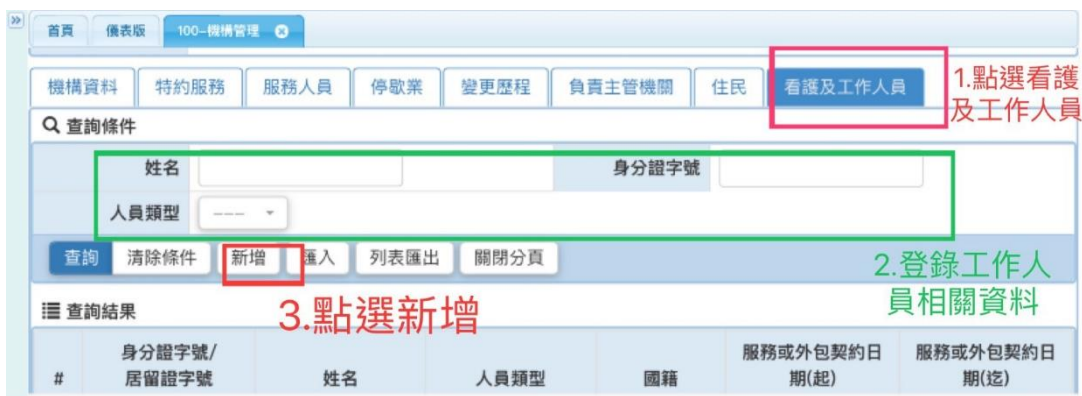 首頁 儀表版 100-機構管理
機構資料 特約服務 服務人員 停歇業 變更歷程 負責主管機關 住民 看護及工作人員
1.點選看護
及工作人員
查詢條件
姓名 身分證字號
人員類型 ---
查詢 清除條件 新增 匯入 列表匯出 關閉分頁
2.登錄工作人
員相關資料
查詢結果
3.點選新增
# 身分證字號/
居留證字號 姓名 人員類型 國籍 服務或外包契約日
期(起) 服務或外包契約日
期(迄)